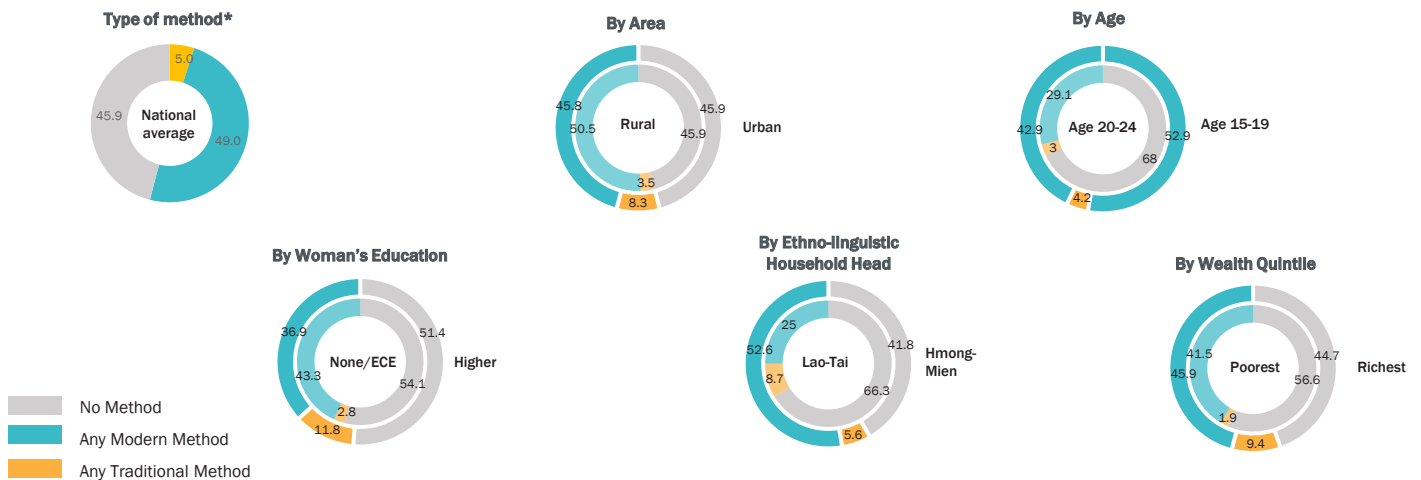 Type of method*
5.0
45.9
National
average
49.0
By Area
45.8
50.5
Rural
45.9
45.9
Urban
3.5
8.3
By Age
29.1
42.9
Age 20-24
3
52.9
68
4.2
Age 15-19
By Woman's Education
36.9
43.3
None/ECE
51.4
54.1
Higher
2.8
11.8
By Ethno-linguistic
Household Head
25
52.6
Lao-Tai
8.7
41.8
66.3
5.6
Hmong-
Mien
By Wealth Quintile
41.5
45.9
Poorest
44.7
56.6
Richest
1.9
9.4
No Method
Any Modern Method
Any Traditional Method